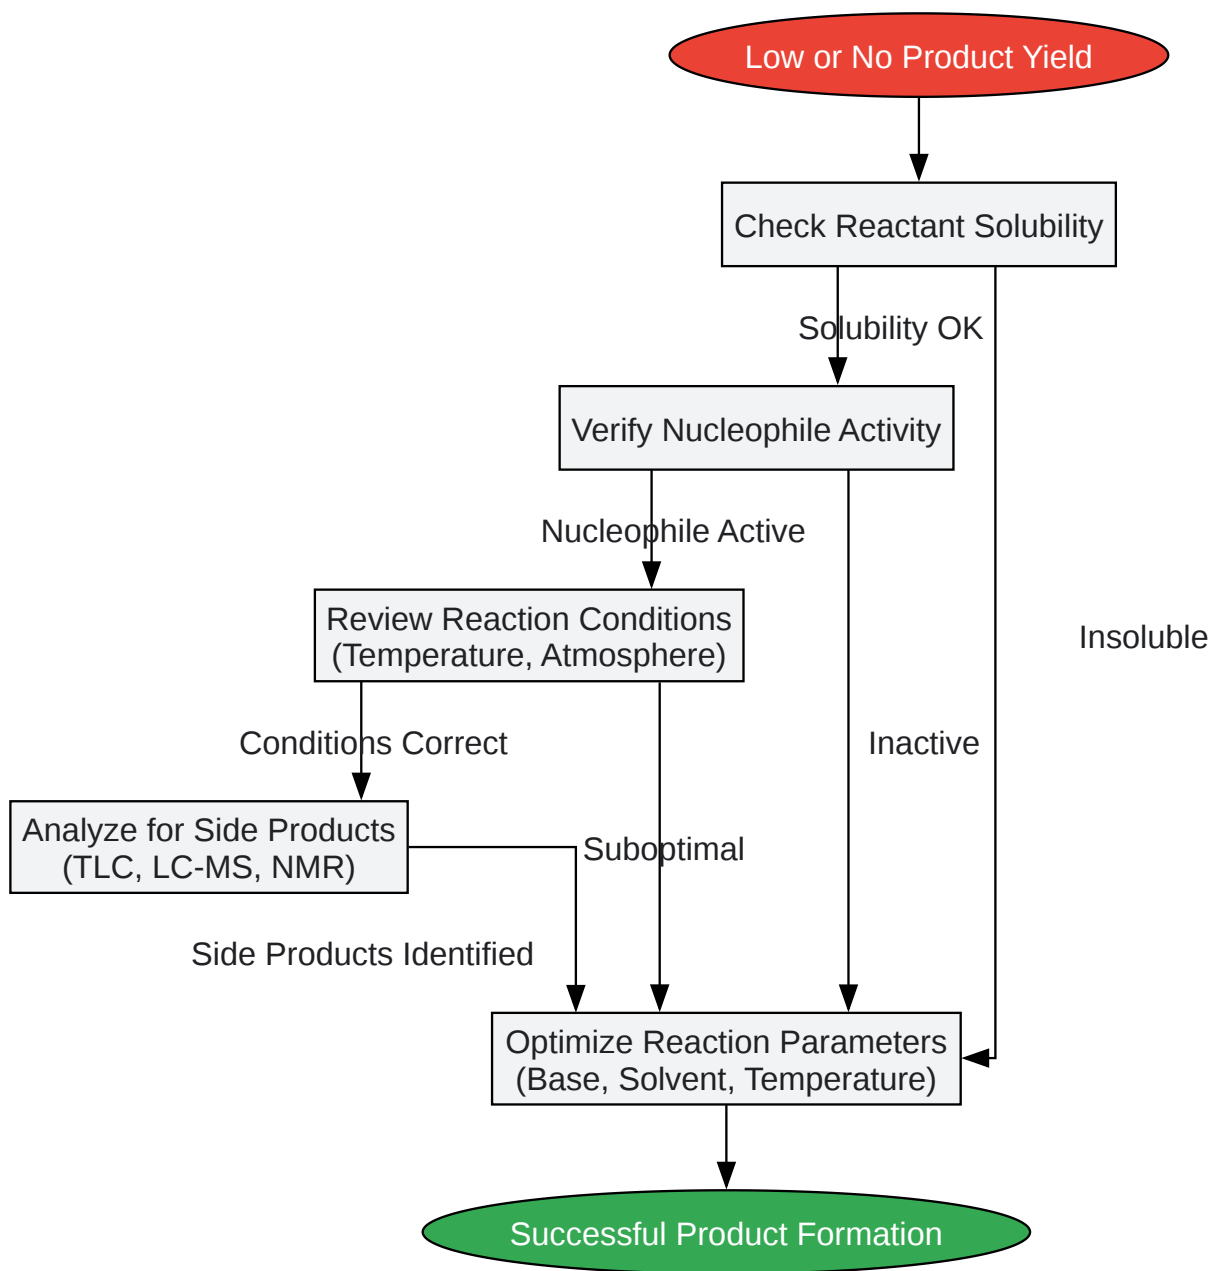 Low or No Product Yield
Check Reactant Solubility
Solubility OK
Verify Nucleophile Activity
Nucleophile Active
Review Reaction Conditions
(Temperature, Atmosphere)
Insoluble
Conditions Correct
Inactive
Analyze for Side Products
(TLC, LC-MS, NMR)
Suboptimal
Side Products Identified
Optimize Reaction Parameters
(Base, Solvent, Temperature)
Successful Product Formation